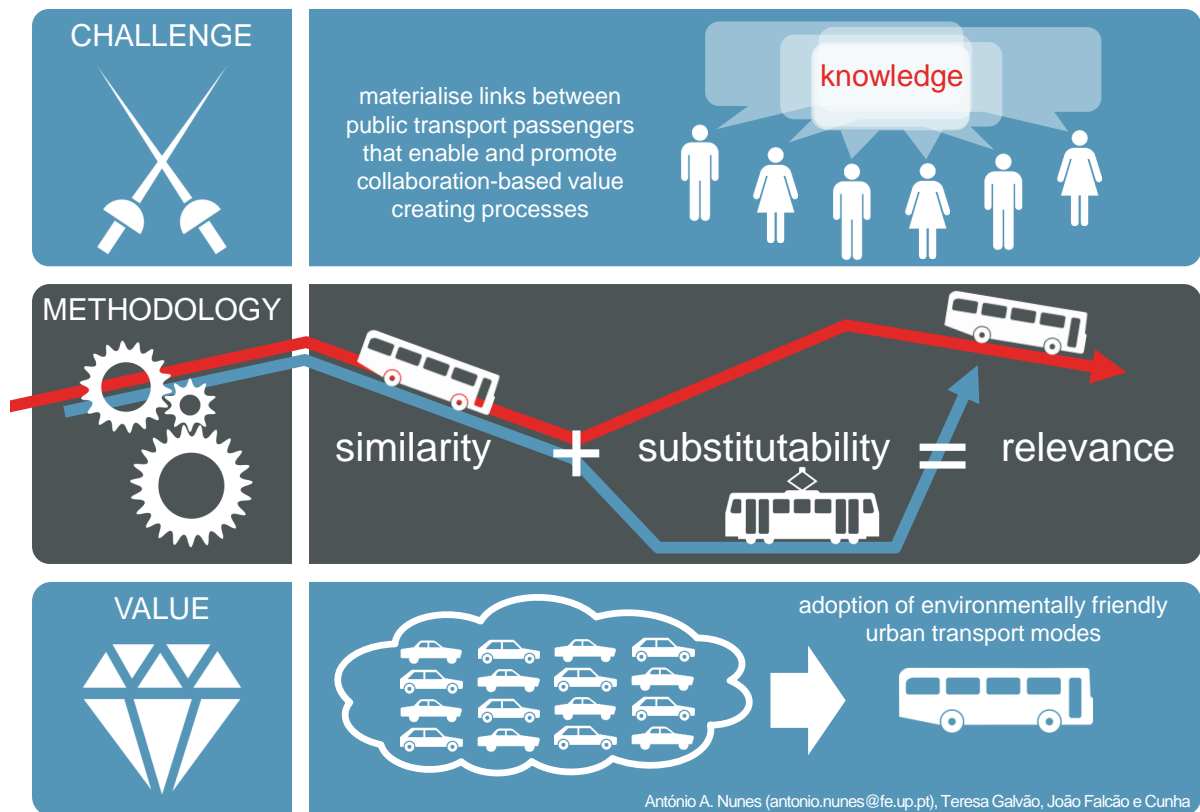 CHALLENGE
materialise links between
public transport passengers
that enable and promote
collaboration-based value
creating processes
knowledge
METHODOLOGY
similarity + substitutability = relevance
VALUE
adoption of environmentally friendly
urban transport modes
António A. Nunes (antonio.nunes@fe.up.pt), Teresa Galvão, João Falcão e Cunha